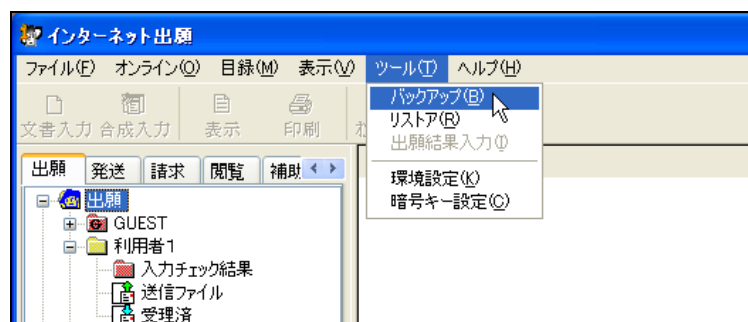 インターネット出願
ファイル(F) オンライン(O) 目録(M) 表示(V) ツール(T) ヘルプ(H)
文書入力 合成入力 表示 印刷
バックアップ(B)
リストア(R)
出願結果入力(I)
環境設定(K)
暗号キー設定(C)
出願 発送 請求 閲覧 補助
出願
GUEST
利用者1
入力チェック結果
送信ファイル
受理済